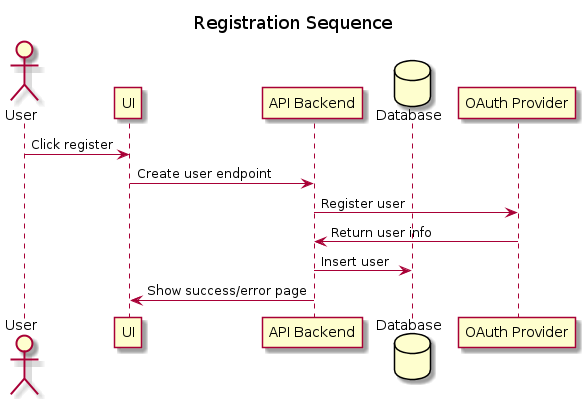 Registration Sequence
User
UI
API Backend
Database
OAuth Provider
Click register
Create user endpoint
Register user
Return user info
Insert user
Show success/error page
User
UI
API Backend
Database
OAuth Provider